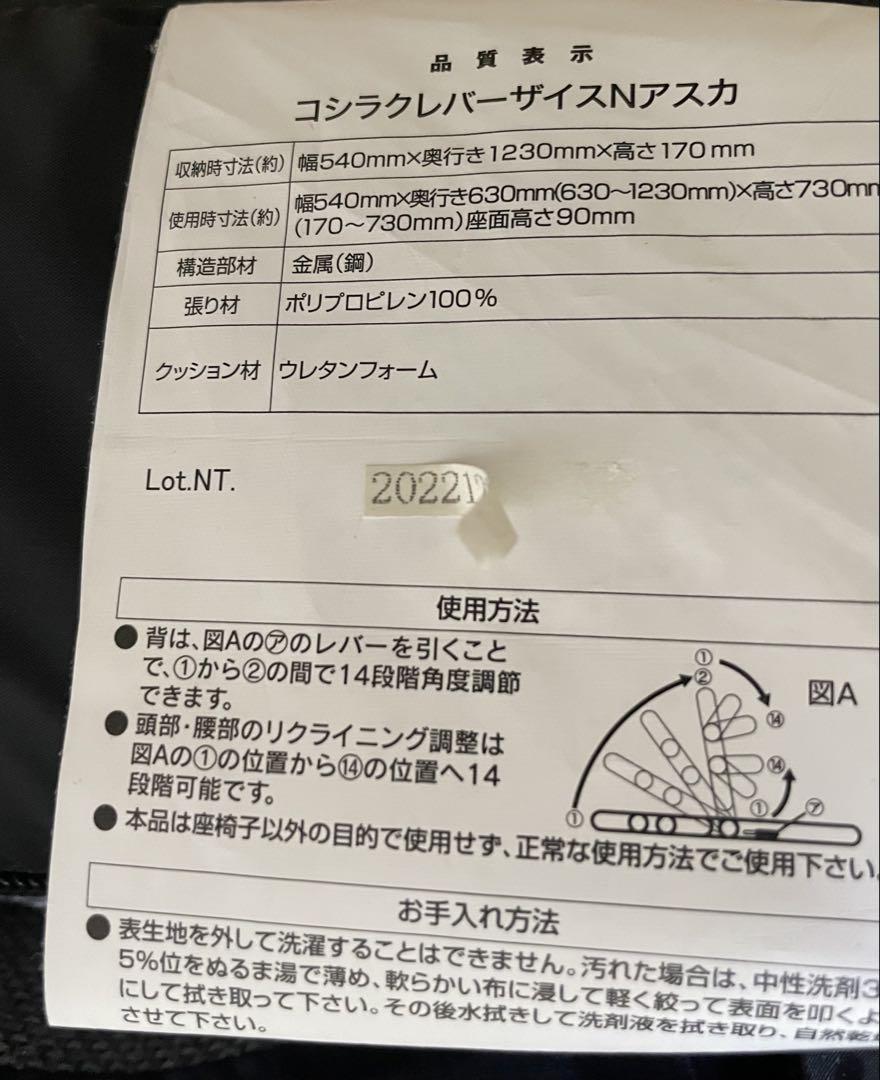 品質表示
コシラクレバーザイスNアスカ
収納時寸法(約) 幅540mm×奥行き1230mm×高さ170mm
使用時寸法(約) 幅540mm×奥行き630mm(630〜1230mm)×高さ730mm
(170〜730mm)座面高さ90mm
構造部材 金属(鋼)
張り材 ポリプロピレン100%
クッション材 ウレタンフォーム
Lot.NT. 20221
使用方法
●背は、図Aの㋐のレバーを引くこと
で、①から②の間で14段階角度調節
できます。
●頭部・腰部のリクライニング調整は
図Aの①の位置から⑭の位置へ14
段階可能です。
●本品は座椅子以外の目的で使用せず、正常な使用方法でご使用下さい。
図A
①
②
⑭
⑭
①
①
㋐
お手入れ方法
●表生地を外して洗濯することはできません。汚れた場合は、中性洗剤3
5%位をぬるま湯で薄め、軟らかい布に浸して軽く絞って表面を叩くよ
にして拭き取って下さい。その後水拭きして洗剤液を拭き取り、自然乾
させて下さい。